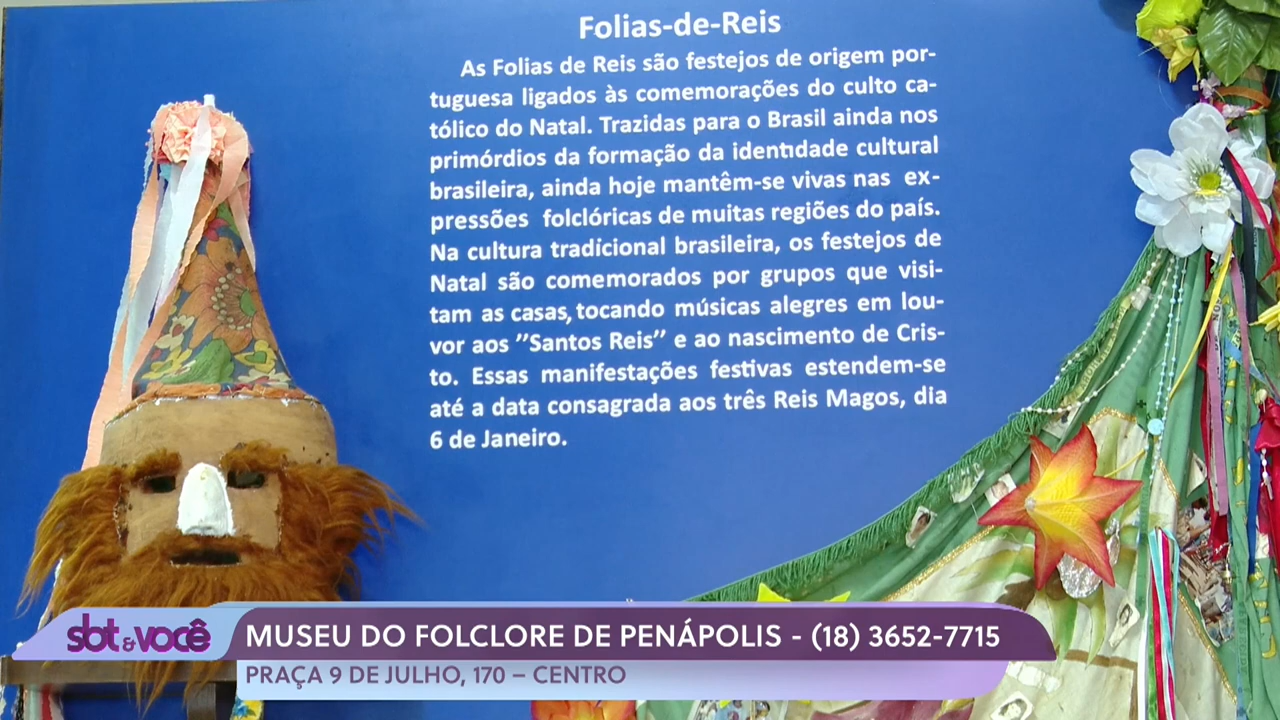 Folias-de-Reis
As Folias de Reis são festejos de origem por-
tuguesa ligados às comemorações do culto ca-
tólico do Natal. Trazidas para o Brasil ainda nos
primórdios da formação da identidade cultural
brasileira, ainda hoje mantêm-se vivas nas ex-
pressões folclóricas de muitas regiões do país.
Na cultura tradicional brasileira, os festejos de
Natal são comemorados por grupos que visi-
tam as casas, tocando músicas alegres em lou-
vor aos ”Santos Reis” e ao nascimento de Cris-
to. Essas manifestações festivas estendem-se
até a data consagrada aos três Reis Magos, dia
6 de Janeiro.
sbt&você
MUSEU DO FOLCLORE DE PENÁPOLIS - (18) 3652-7715
PRAÇA 9 DE JULHO, 170 – CENTRO